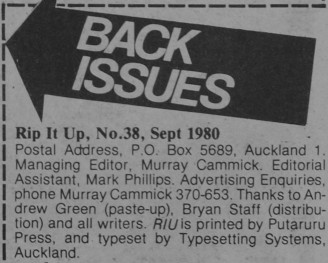 BACK
ISSUES
Rip It Up, No.38, Sept 1980
Postal Address, P.O. Box 5689, Auckland 1.
Managing Editor, Murray Cammick. Editorial
Assistant, Mark Phillips. Advertising Enquiries,
phone Murray Cammick 370-653. Thanks to An-
drew Green (paste-up), Bryan Staff (distribu-
tion) and all writers. RIU is printed by Putaruru
Press, and typeset by Typesetting Systems,
Auckland.